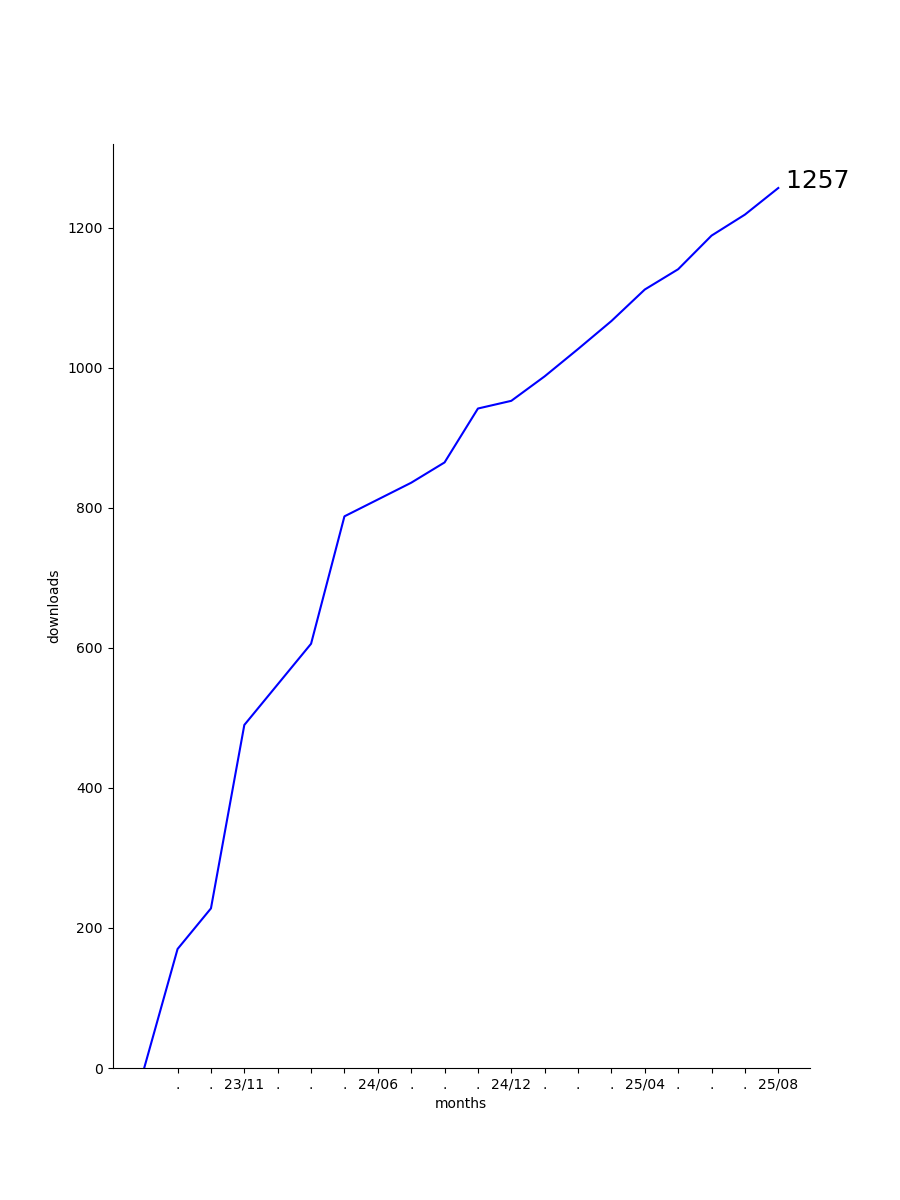 1257
1200
1000
800
600
400
200
0
downloads
. . 23/11 . . . 24/06 . . . 24/12 . . . 25/04 . . . 25/08
months